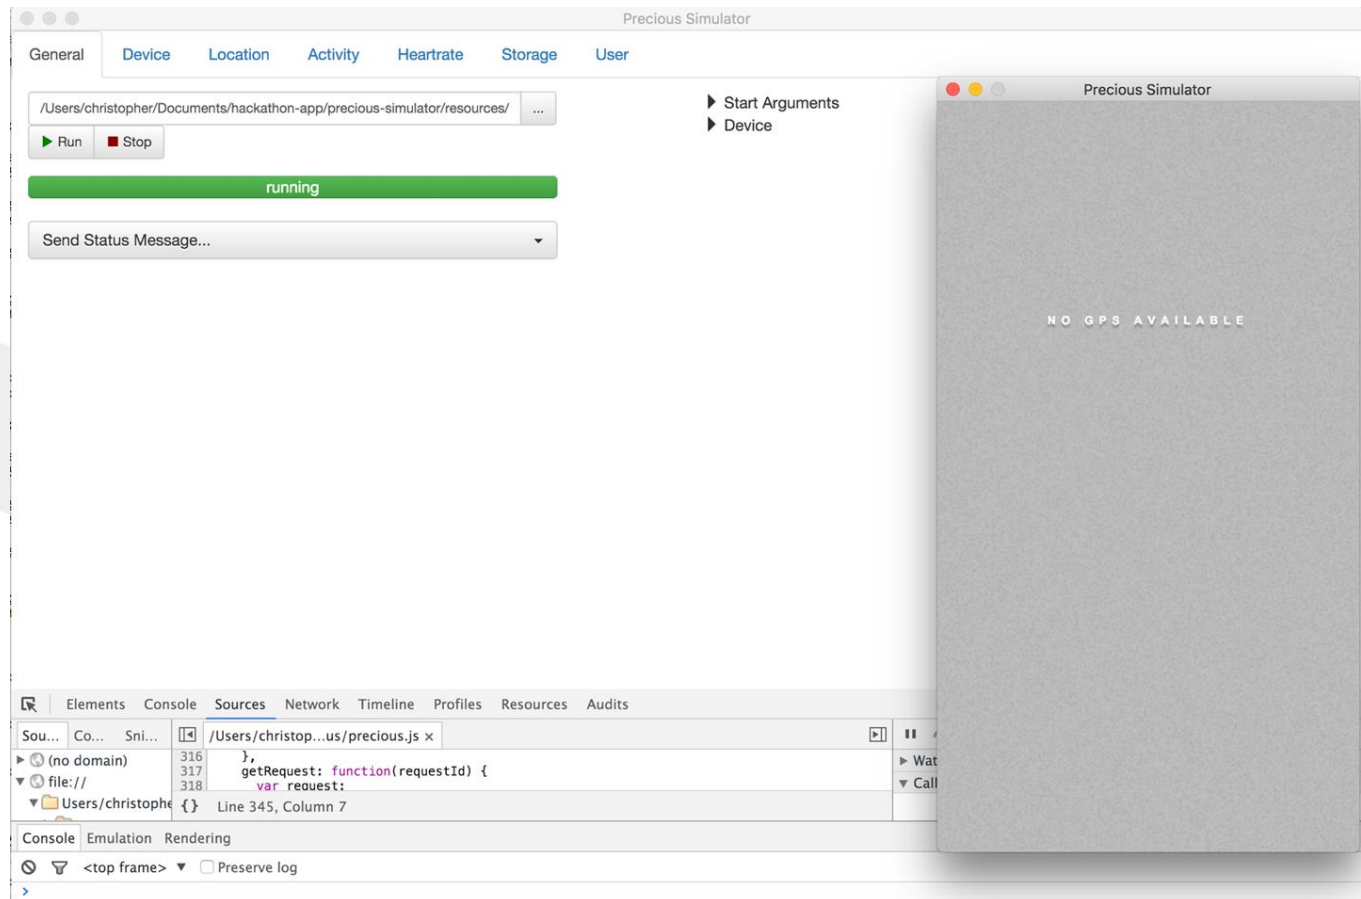 Precious Simulator
General Device Location Activity Heartrate Storage User
/Users/christopher/Documents/hackathon-app/precious-simulator/resources/ ...
Run Stop
running
Send Status Message...
Start Arguments
Device
Precious Simulator
NO GPS AVAILABLE
Elements Console Sources Network Timeline Profiles Resources Audits
Sou... Co... Sni... /Users/christop...us/precious.js ×
(no domain)
file://
Users/christophe
316 },
317 getRequest: function(requestId) {
318 var request;
{} Line 345, Column 7
Wat
Call
Console Emulation Rendering
<top frame> ▼ Preserve log
>